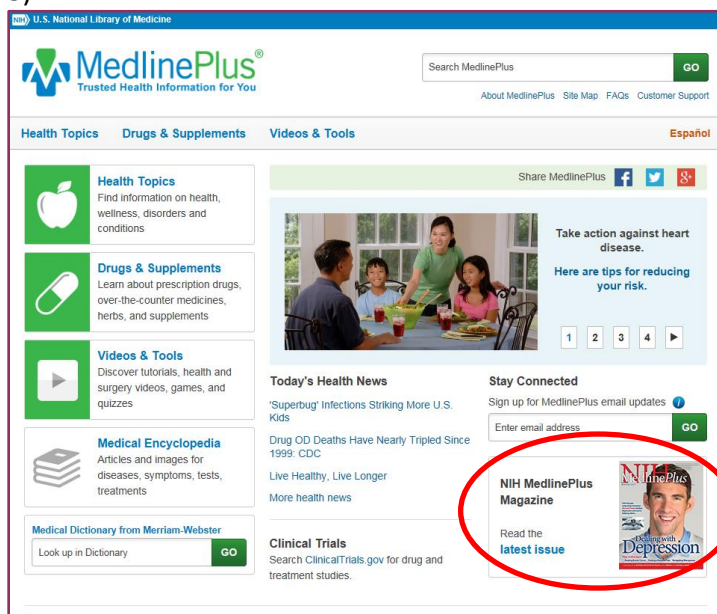 NIH U.S. National Library of Medicine
MedlinePlus®
Trusted Health Information for You
Search MedlinePlus
GO
About MedlinePlus Site Map FAQs Customer Support
Health Topics Drugs & Supplements Videos & Tools
Español
Health Topics
Find information on health,
wellness, disorders and
conditions
Drugs & Supplements
Learn about prescription drugs,
over-the-counter medicines,
herbs, and supplements
Videos & Tools
Discover tutorials, health and
surgery videos, games, and
quizzes
Medical Encyclopedia
Articles and images for
diseases, symptoms, tests,
treatments
Medical Dictionary from Merriam-Webster
Look up in Dictionary
GO
Share MedlinePlus
Take action against heart
disease.
Here are tips for reducing
your risk.
1 2 3 4
Today's Health News
'Superbug' Infections Striking More U.S.
Kids
Drug OD Deaths Have Nearly Tripled Since
1999: CDC
Live Healthy, Live Longer
More health news
Clinical Trials
Search ClinicalTrials.gov for drug and
treatment studies.
Stay Connected
Sign up for MedlinePlus email updates
Enter email address
GO
NIH MedlinePlus
Magazine
Read the
latest issue
NIH
MedlinePlus
Dealing with
Depression